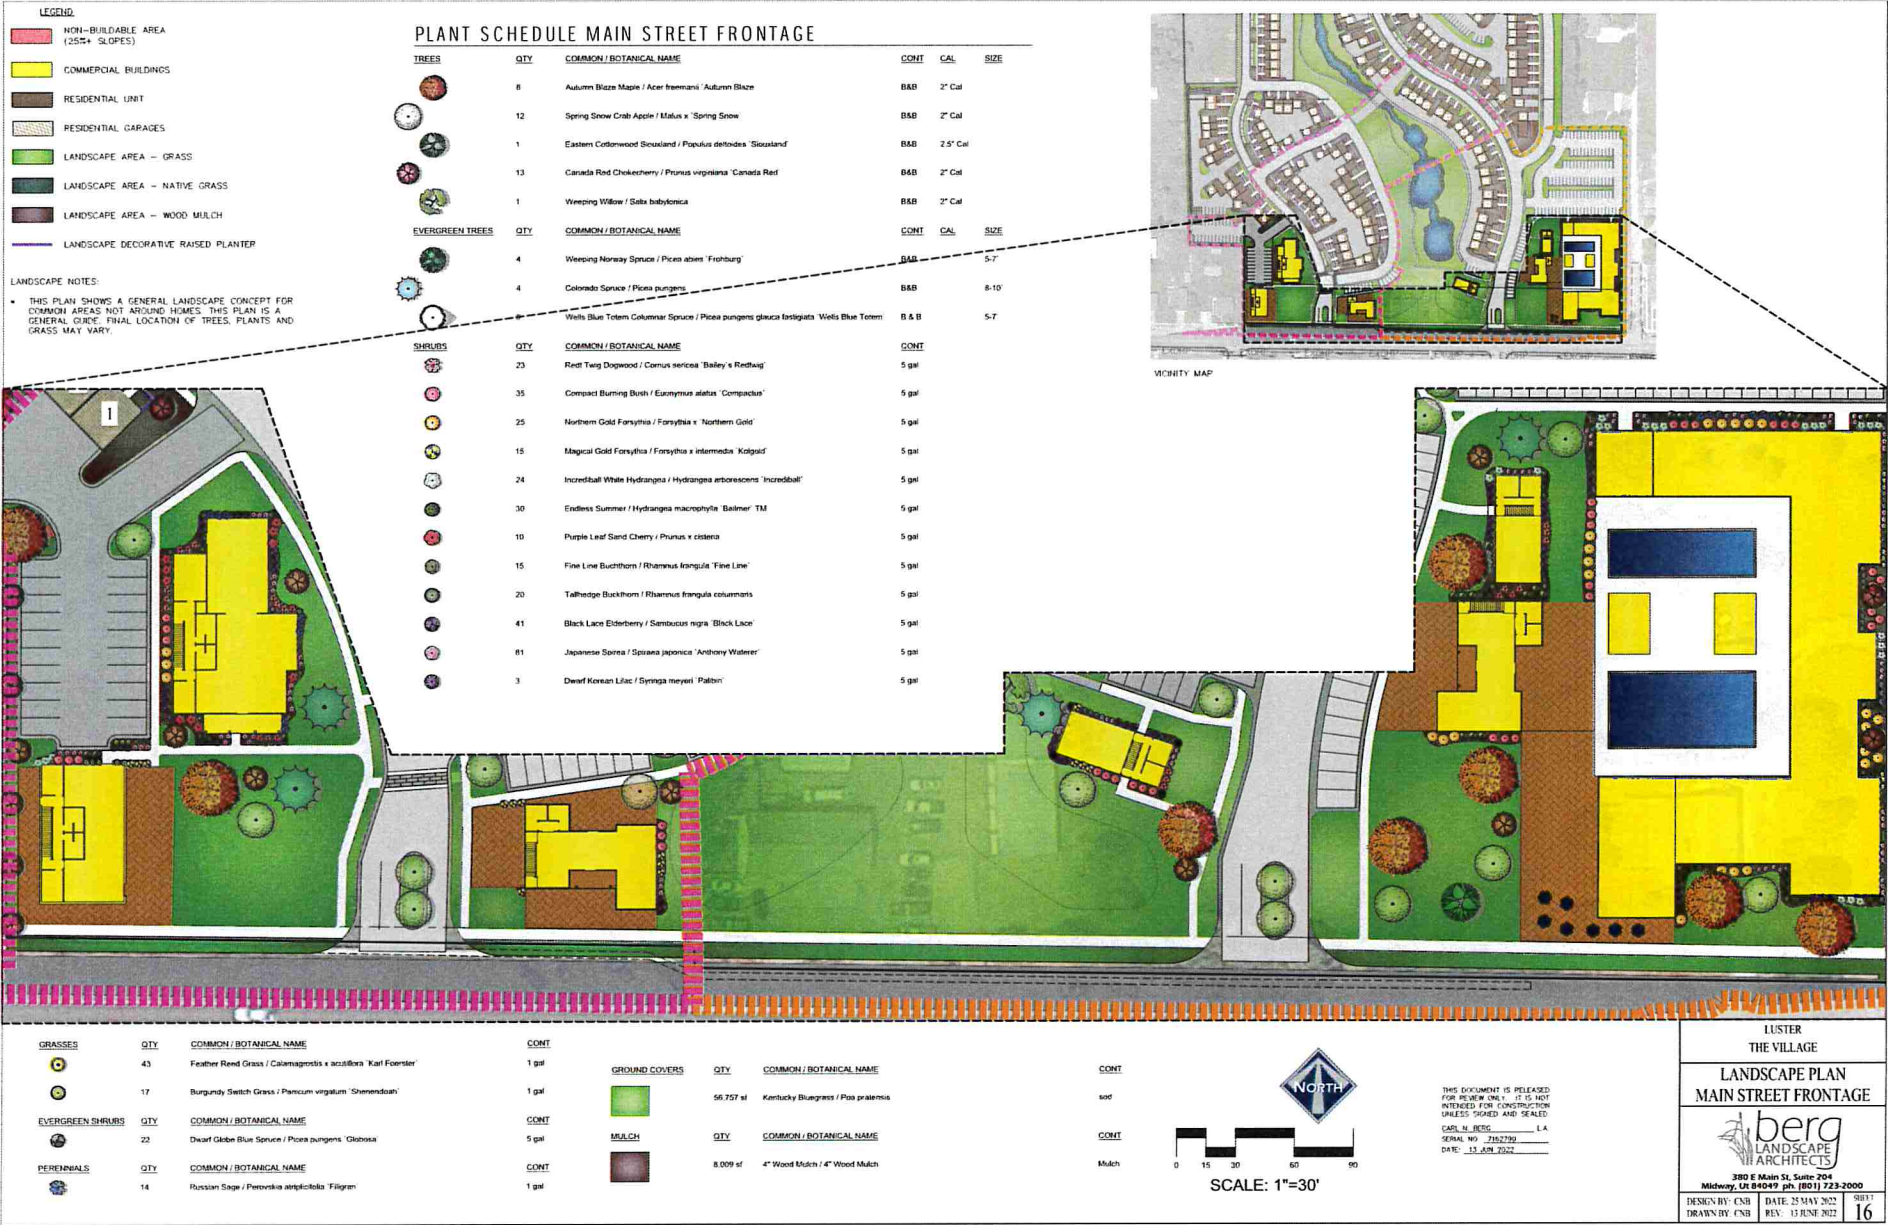 LEGEND
NON-BUILDABLE AREA
(25%+ SLOPES)
COMMERCIAL BUILDINGS
RESIDENTIAL UNIT
RESIDENTIAL GARAGES
LANDSCAPE AREA - GRASS
LANDSCAPE AREA - NATIVE GRASS
LANDSCAPE AREA - WOOD MULCH
LANDSCAPE DECORATIVE RAISED PLANTER
LANDSCAPE NOTES:
• THIS PLAN SHOWS A GENERAL LANDSCAPE CONCEPT FOR
COMMON AREAS NOT AROUND HOMES. THIS PLAN IS A
GENERAL GUIDE. FINAL LOCATION OF TREES, PLANTS AND
GRASS MAY VARY.
PLANT SCHEDULE MAIN STREET FRONTAGE
TREES QTY COMMON / BOTANICAL NAME CONT CAL SIZE
8 Autumn Blaze Maple / Acer freemanii `Autumn Blaze` B&B 2" Cal
12 Spring Snow Crab Apple / Malus x `Spring Snow` B&B 2" Cal
1 Eastern Cottonwood Siouxland / Populus deltoides `Siouxland` B&B 2.5" Cal
13 Canada Red Chokecherry / Prunus virginiana `Canada Red` B&B 2" Cal
1 Weeping Willow / Salix babylonica B&B 2" Cal
EVERGREEN TREES QTY COMMON / BOTANICAL NAME CONT CAL SIZE
4 Weeping Norway Spruce / Picea abies `Frohburg` B&B 5-7'
4 Colorado Spruce / Picea pungens B&B 8-10'
Wells Blue Totem Columnar Spruce / Picea pungens glauca fastigiata `Wells Blue Totem` B & B 5-7'
SHRUBS QTY COMMON / BOTANICAL NAME CONT
23 Redt Twig Dogwood / Cornus sericea `Bailey's Redtwig` 5 gal
35 Compact Burning Bush / Euonymus alatus `Compactus` 5 gal
25 Northern Gold Forsythia / Forsythia x `Northern Gold` 5 gal
15 Magical Gold Forsythia / Forsythia x intermedia `Kolgold` 5 gal
24 Incrediball White Hydrangea / Hydrangea arborescens `Incrediball` 5 gal
30 Endless Summer / Hydrangea macrophylla `Bailmer` TM 5 gal
10 Purple Leaf Sand Cherry / Prunus x cistena 5 gal
15 Fine Line Buchthorn / Rhamnus frangula `Fine Line` 5 gal
20 Tallhedge Buckthorn / Rhamnus frangula columnaris 5 gal
41 Black Lace Elderberry / Sambucus nigra `Black Lace` 5 gal
81 Japanese Spirea / Spiraea japonica `Anthony Waterer` 5 gal
3 Dwarf Korean Lilac / Syringa meyeri `Palibin` 5 gal
VICINITY MAP
1
GRASSES QTY COMMON / BOTANICAL NAME CONT
43 Feather Reed Grass / Calamagrostis x acutiflora `Karl Foerster` 1 gal
17 Burgundy Switch Grass / Panicum virgatum `Shenendoah` 1 gal
EVERGREEN SHRUBS QTY COMMON / BOTANICAL NAME CONT
22 Dwarf Globe Blue Spruce / Picea pungens `Globosa` 5 gal
PERENNIALS QTY COMMON / BOTANICAL NAME CONT
14 Russian Sage / Perovskia atriplicifolia `Filigran` 1 gal
GROUND COVERS QTY COMMON / BOTANICAL NAME CONT
56,757 sf Kentucky Bluegrass / Poa pratensis sod
MULCH QTY COMMON / BOTANICAL NAME CONT
8,009 sf 4" Wood Mulch / 4" Wood Mulch Mulch
NORTH
0 15 30 60 90
SCALE: 1"=30'
THIS DOCUMENT IS RELEASED
FOR REVIEW ONLY. IT IS NOT
INTENDED FOR CONSTRUCTION
UNLESS SIGNED AND SEALED.
CARL N. BERG L.A.
SERIAL NO. 7162790
DATE: 13 JUN 2022
LUSTER
THE VILLAGE
LANDSCAPE PLAN
MAIN STREET FRONTAGE
berg
LANDSCAPE
ARCHITECTS
380 E Main St, Suite 204
Midway, Ut 84049 ph. (801) 723-2000
DESIGN BY: CNB DATE: 25 MAY 2022 SHEET
DRAWN BY: CNB REV: 13 JUNE 2022 16